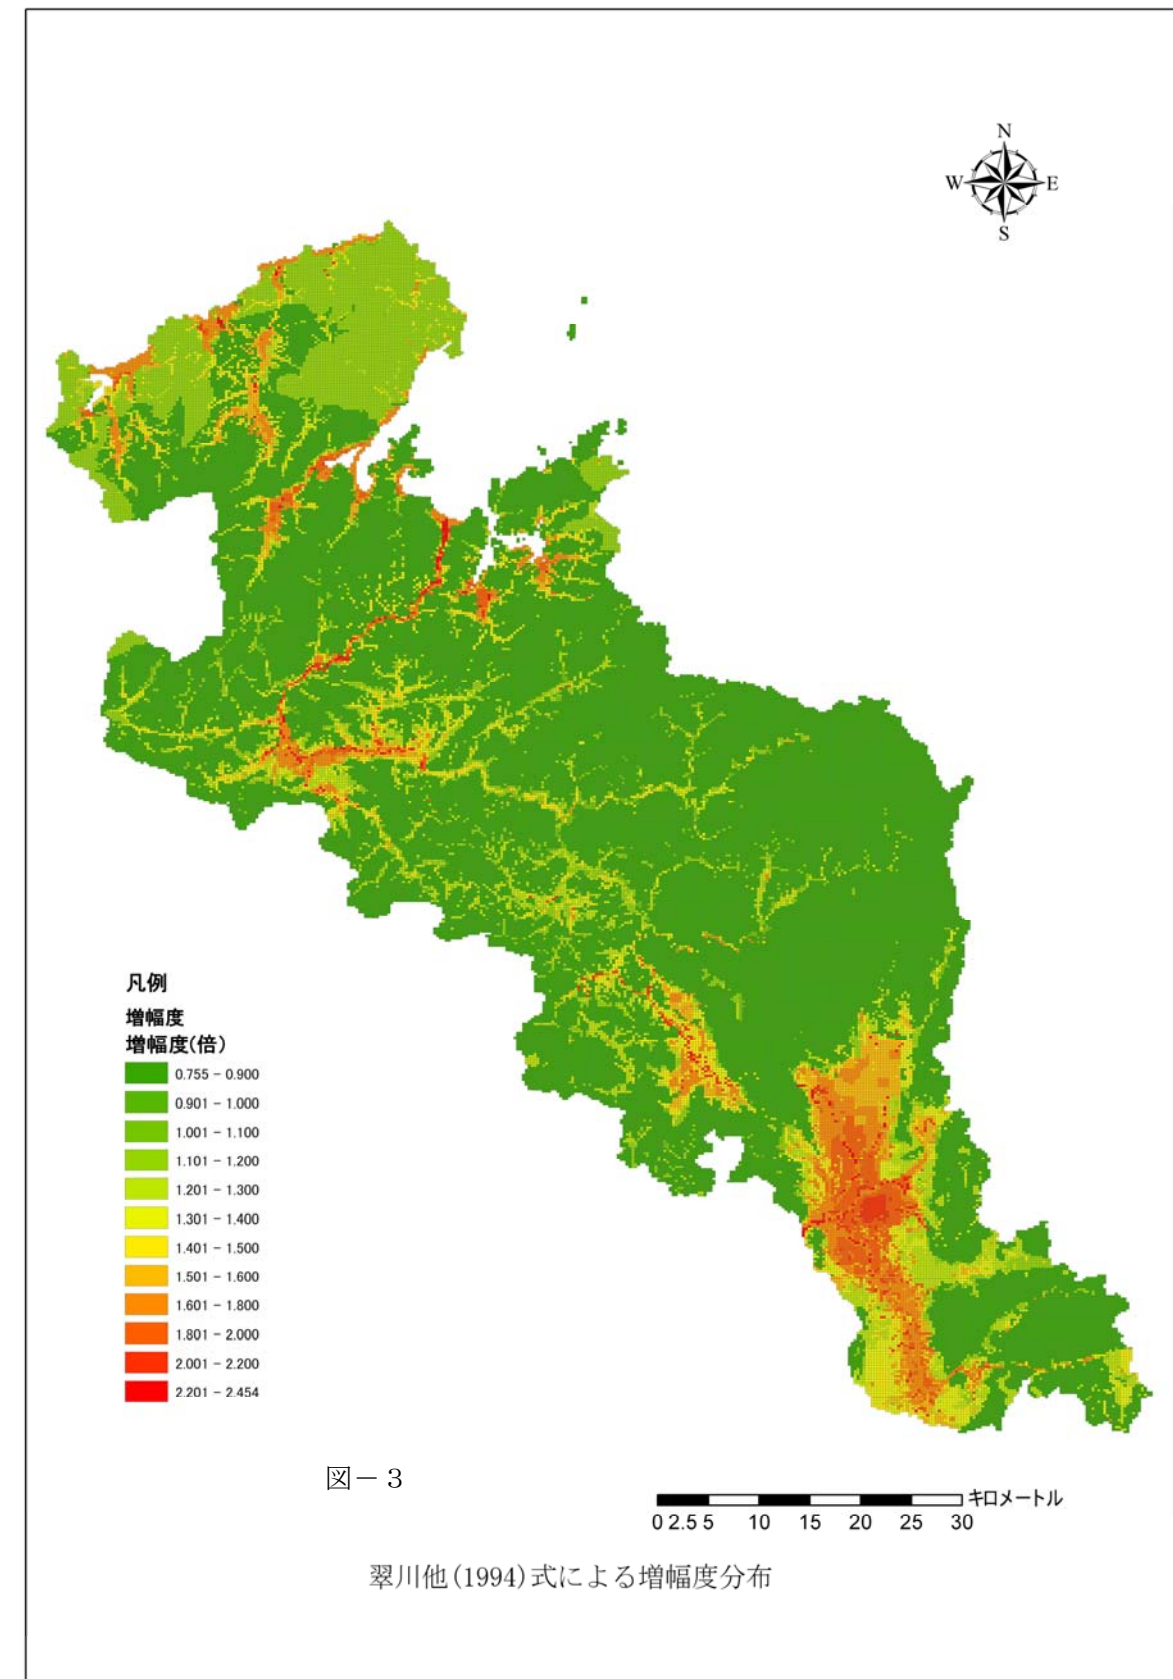 N
W
E
S
凡例
増幅度
増幅度(倍)
0.755 - 0.900
0.901 - 1.000
1.001 - 1.100
1.101 - 1.200
1.201 - 1.300
1.301 - 1.400
1.401 - 1.500
1.501 - 1.600
1.601 - 1.800
1.801 - 2.000
2.001 - 2.200
2.201 - 2.454
図－３
キロメートル
0 2.5 5 10 15 20 25 30
翠川他(1994)式による増幅度分布